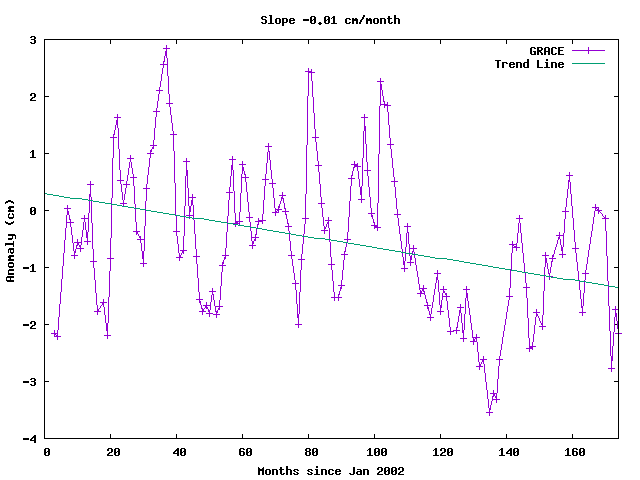 Slope -0.01 cm/month
3
2
1
0
-1
-2
-3
-4
Anomaly (cm)
GRACE
Trend Line
0 20 40 60 80 100 120 140 160
Months since Jan 2002